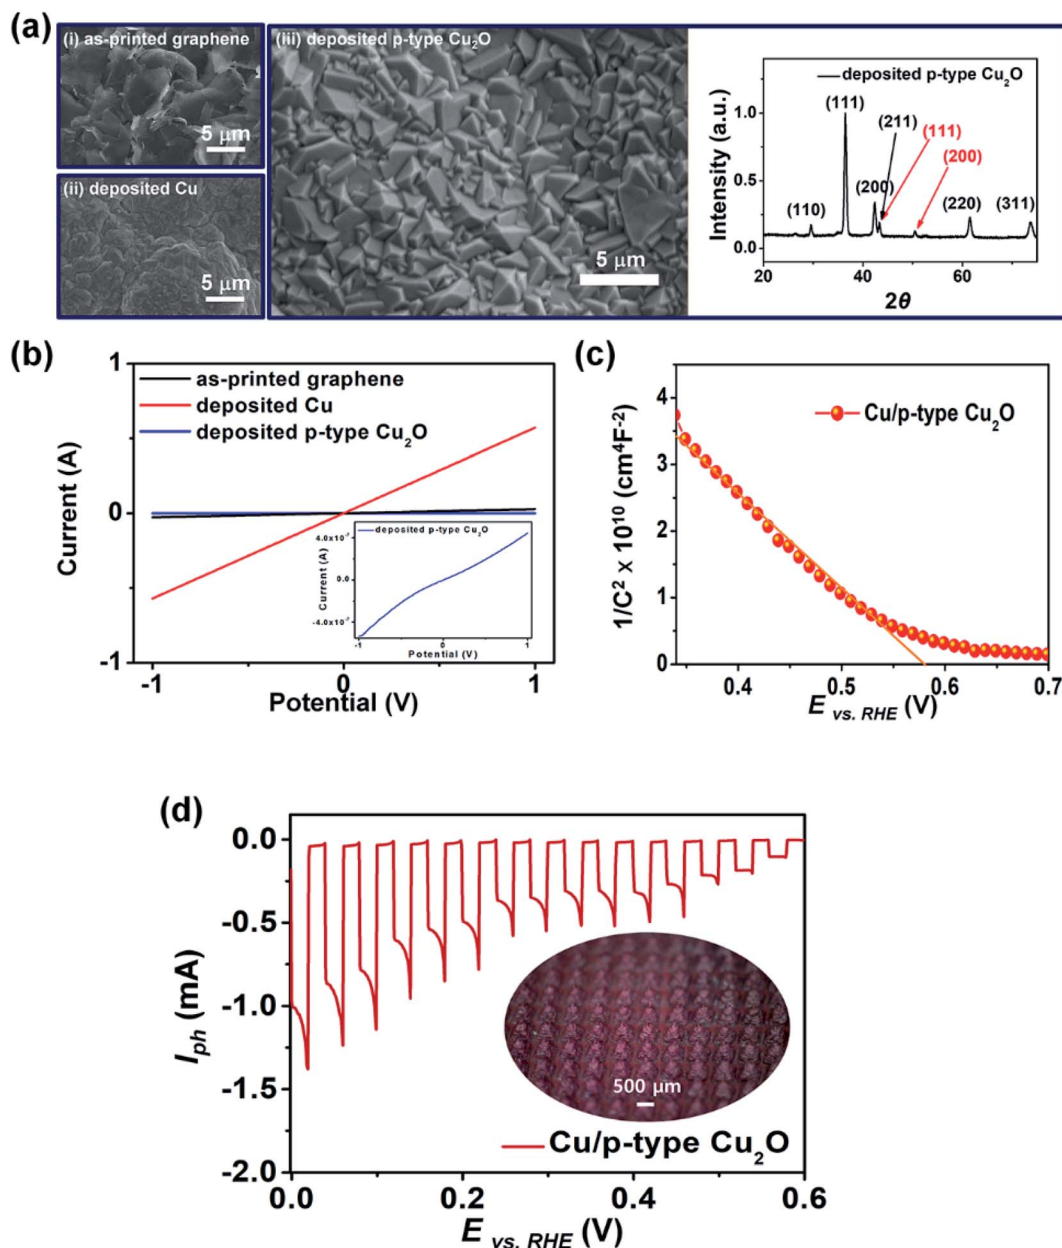 (a)
(i) as-printed graphene
5 μm
(ii) deposited Cu
5 μm
(iii) deposited p-type Cu2O
5 μm
deposited p-type Cu2O
(111)
(211)
(111)
(200)
(200)
(110)
(220)
(311)
Intensity (a.u.)
1.0
0.5
0.0
20
40
60
2θ
(b)
as-printed graphene
deposited Cu
deposited p-type Cu2O
Current (A)
1
0
-1
-1
0
1
Potential (V)
deposited p-type Cu2O
Current (A)
4.0x10-7
0.0
-4.0x10-7
-1
0
1
Potential (V)
(c)
Cu/p-type Cu2O
1/C2 x 1010 (cm4F-2)
4
3
2
1
0
0.4
0.5
0.6
0.7
E vs. RHE (V)
(d)
Iph (mA)
0.0
-0.5
-1.0
-1.5
-2.0
500 μm
Cu/p-type Cu2O
0.0
0.2
0.4
0.6
E vs. RHE (V)